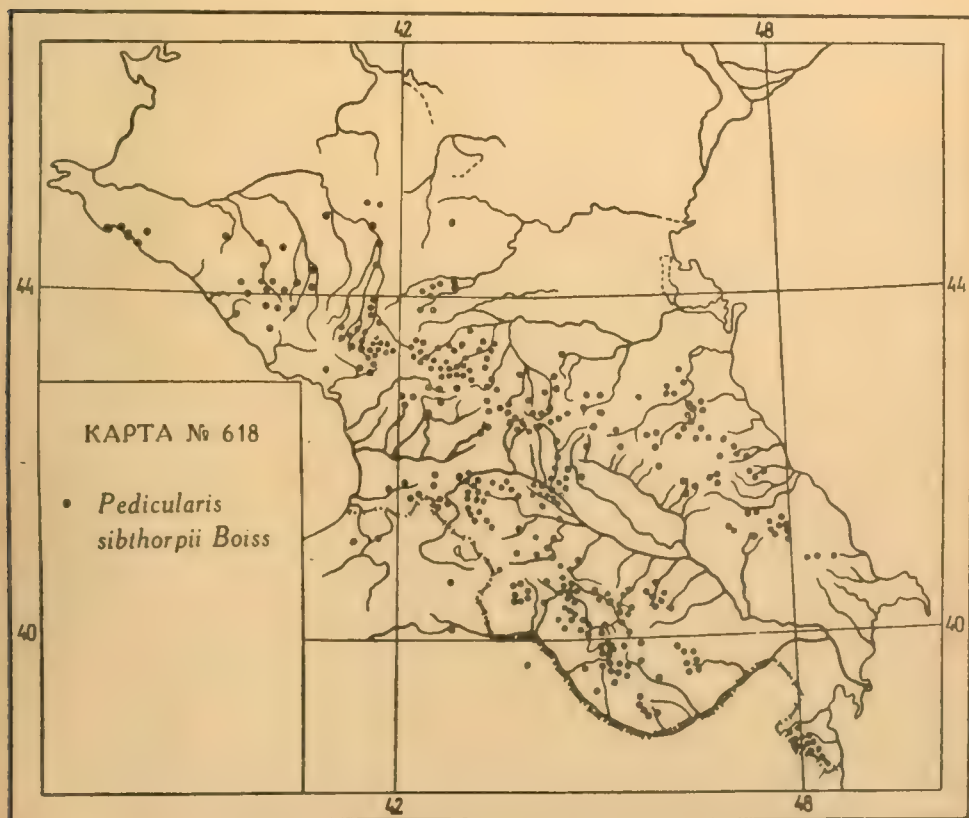 42 48
44 44
КАРТА № 618
• Pedicularis
sibthorpii Boiss
40 40
42 48